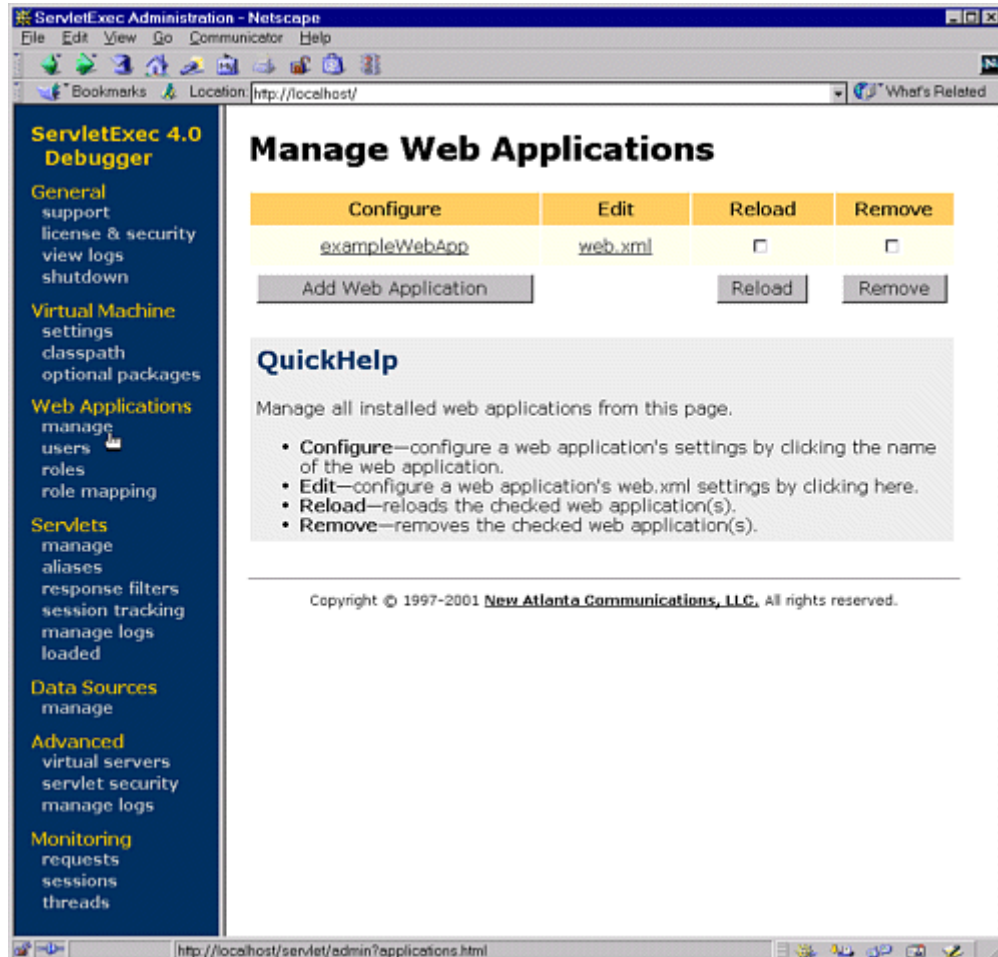 ServletExec Administration - Netscape
File Edit View Go Communicator Help
Bookmarks Location: http://localhost/ What's Related
ServletExec 4.0
Debugger
General
support
license & security
view logs
shutdown
Virtual Machine
settings
classpath
optional packages
Web Applications
manage
users
roles
role mapping
Servlets
manage
aliases
response filters
session tracking
manage logs
loaded
Data Sources
manage
Advanced
virtual servers
servlet security
manage logs
Monitoring
requests
sessions
threads
Manage Web Applications
Configure Edit Reload Remove
exampleWebApp web.xml
Add Web Application Reload Remove
QuickHelp
Manage all installed web applications from this page.
• Configure—configure a web application's settings by clicking the name
of the web application.
• Edit—configure a web application's web.xml settings by clicking here.
• Reload—reloads the checked web application(s).
• Remove—removes the checked web application(s).
Copyright © 1997-2001 New Atlanta Communications, LLC. All rights reserved.
http://localhost/servlet/admin?applications.html